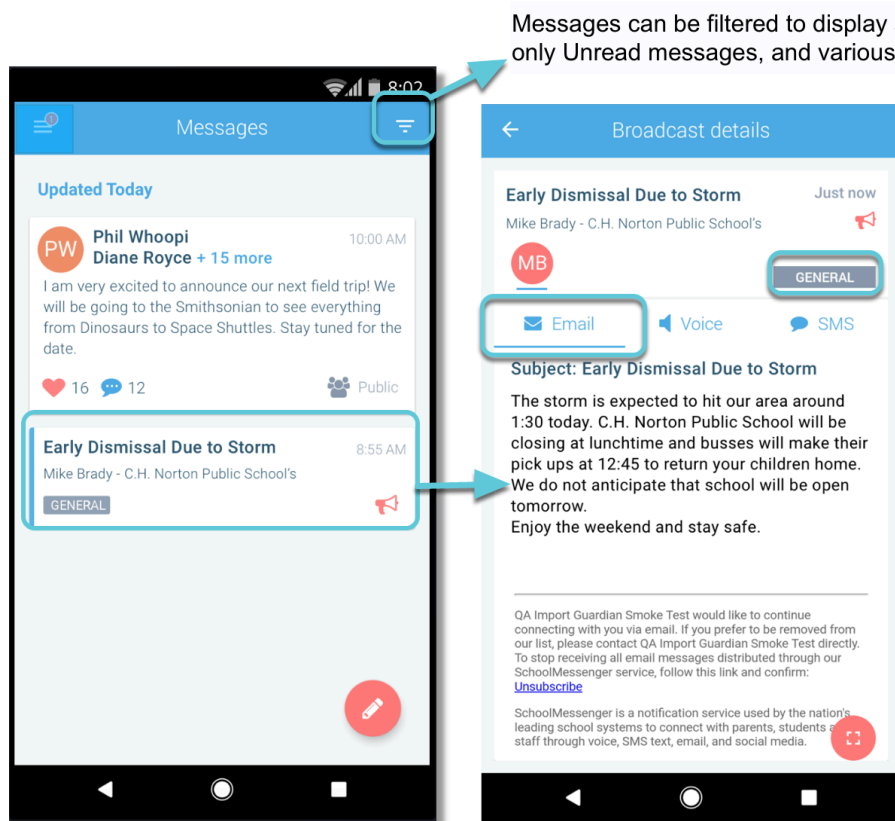 Messages can be filtered to display
only Unread messages, and various
8:02
1
Messages
Updated Today
PW
Phil Whoopi
10:00 AM
Diane Royce + 15 more
I am very excited to announce our next field trip! We
will be going to the Smithsonian to see everything
from Dinosaurs to Space Shuttles. Stay tuned for the
date.
16
12
Public
Early Dismissal Due to Storm
8:55 AM
Mike Brady - C.H. Norton Public School's
GENERAL
Broadcast details
Early Dismissal Due to Storm
Just now
Mike Brady - C.H. Norton Public School's
MB
GENERAL
Email
Voice
SMS
Subject: Early Dismissal Due to Storm
The storm is expected to hit our area around
1:30 today. C.H. Norton Public School will be
closing at lunchtime and busses will make their
pick ups at 12:45 to return your children home.
We do not anticipate that school will be open
tomorrow.
Enjoy the weekend and stay safe.
QA Import Guardian Smoke Test would like to continue
connecting with you via email. If you prefer to be removed from
our list, please contact QA Import Guardian Smoke Test directly.
To stop receiving all email messages distributed through our
SchoolMessenger service, follow this link and confirm:
Unsubscribe
SchoolMessenger is a notification service used by the nation's
leading school systems to connect with parents, students
staff through voice, SMS text, email, and social media.